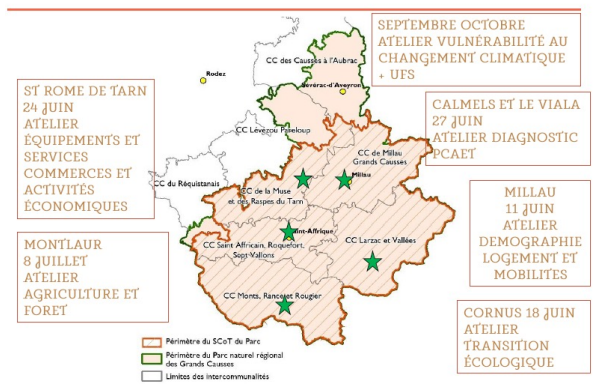 SEPTEMBRE OCTOBRE
ATELIER VULNÉRABILITÉ AU
CHANGEMENT CLIMATIQUE
+ UFS
CC des Causses à l'Aubrac
Rodez
Sévérac-d'Aveyron
ST ROME DE TARN
24 JUIN
ATELIER
ÉQUIPEMENTS ET
SERVICES
COMMERCES ET
ACTIVITÉS
ÉCONOMIQUES
CALMELS ET LE VIALA
27 JUIN
ATELIER DIAGNOSTIC
PCAET
CC Lévézou Pareloup
CC de Millau
Grands Causses
Millau
CC du Réquistanais
CC de la Muse
et des Raspes du Tarn
MILLAU
11 JUIN
ATELIER
DEMOGRAPHIE
LOGEMENT ET
MOBILITES
Saint-Affrique
CC Saint Affricain, Roquefort,
Sept Vallons
CC Larzac et Vallées
MONTLAUR
8 JUILLET
ATELIER
AGRICULTURE ET
FORET
CC Monts, Rance et Rougier
CORNUS 18 JUIN
ATELIER
TRANSITION
ÉCOLOGIQUE
Périmètre du SCoT du Parc
Périmètre du Parc naturel régional
des Grands Causses
Limites des intercommunalités